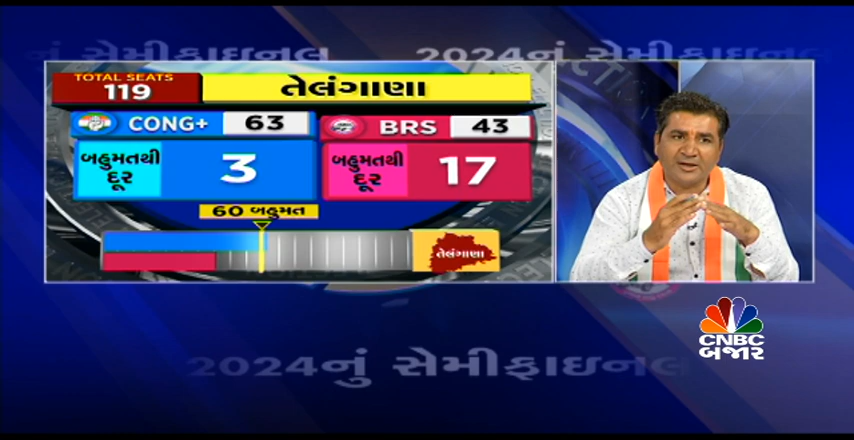 2024નું સેમીફાઇનલ
TOTAL SEATS
119
તેલંગાણા
CONG+ 63
BRS 43
બહુમતથી
દૂર
3
બહુમતથી
દૂર
17
60 બહુમત
તેલંગાણા
CNBC
બજાર
2024નું સેમીફાઇનલ